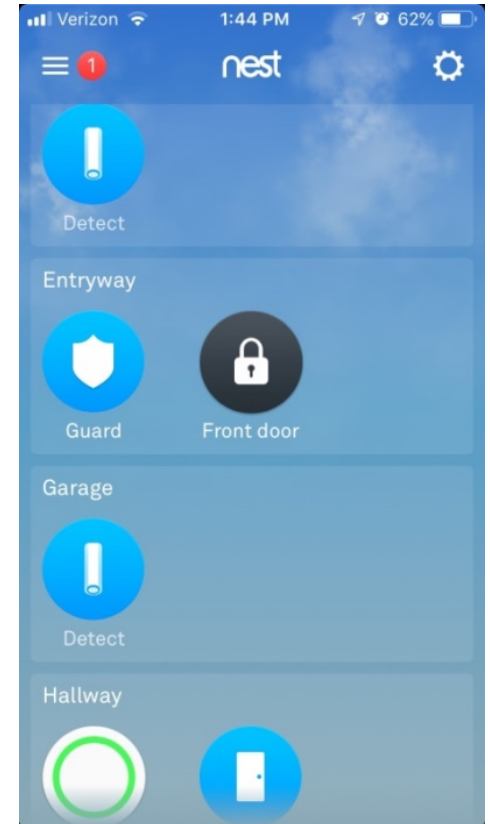 Verizon 1:44 PM 62%
1 nest
Detect
Entryway
Guard Front door
Garage
Detect
Hallway